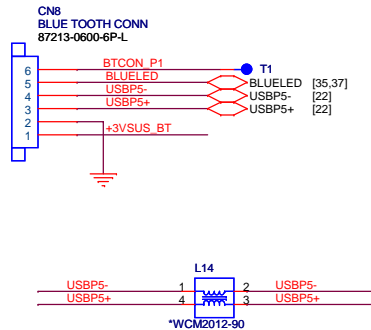 CN8
BLUE TOOTH CONN
87213-0600-6P-L
6 BTCON_P1 T1
5 BLUELED BLUELED [35,37]
4 USBP5- USBP5- [22]
3 USBP5+ USBP5+ [22]
2
1 +3VSUS_BT
L14
USBP5- 1 2 USBP5-
USBP5+ 4 3 USBP5+
*WCM2012-90